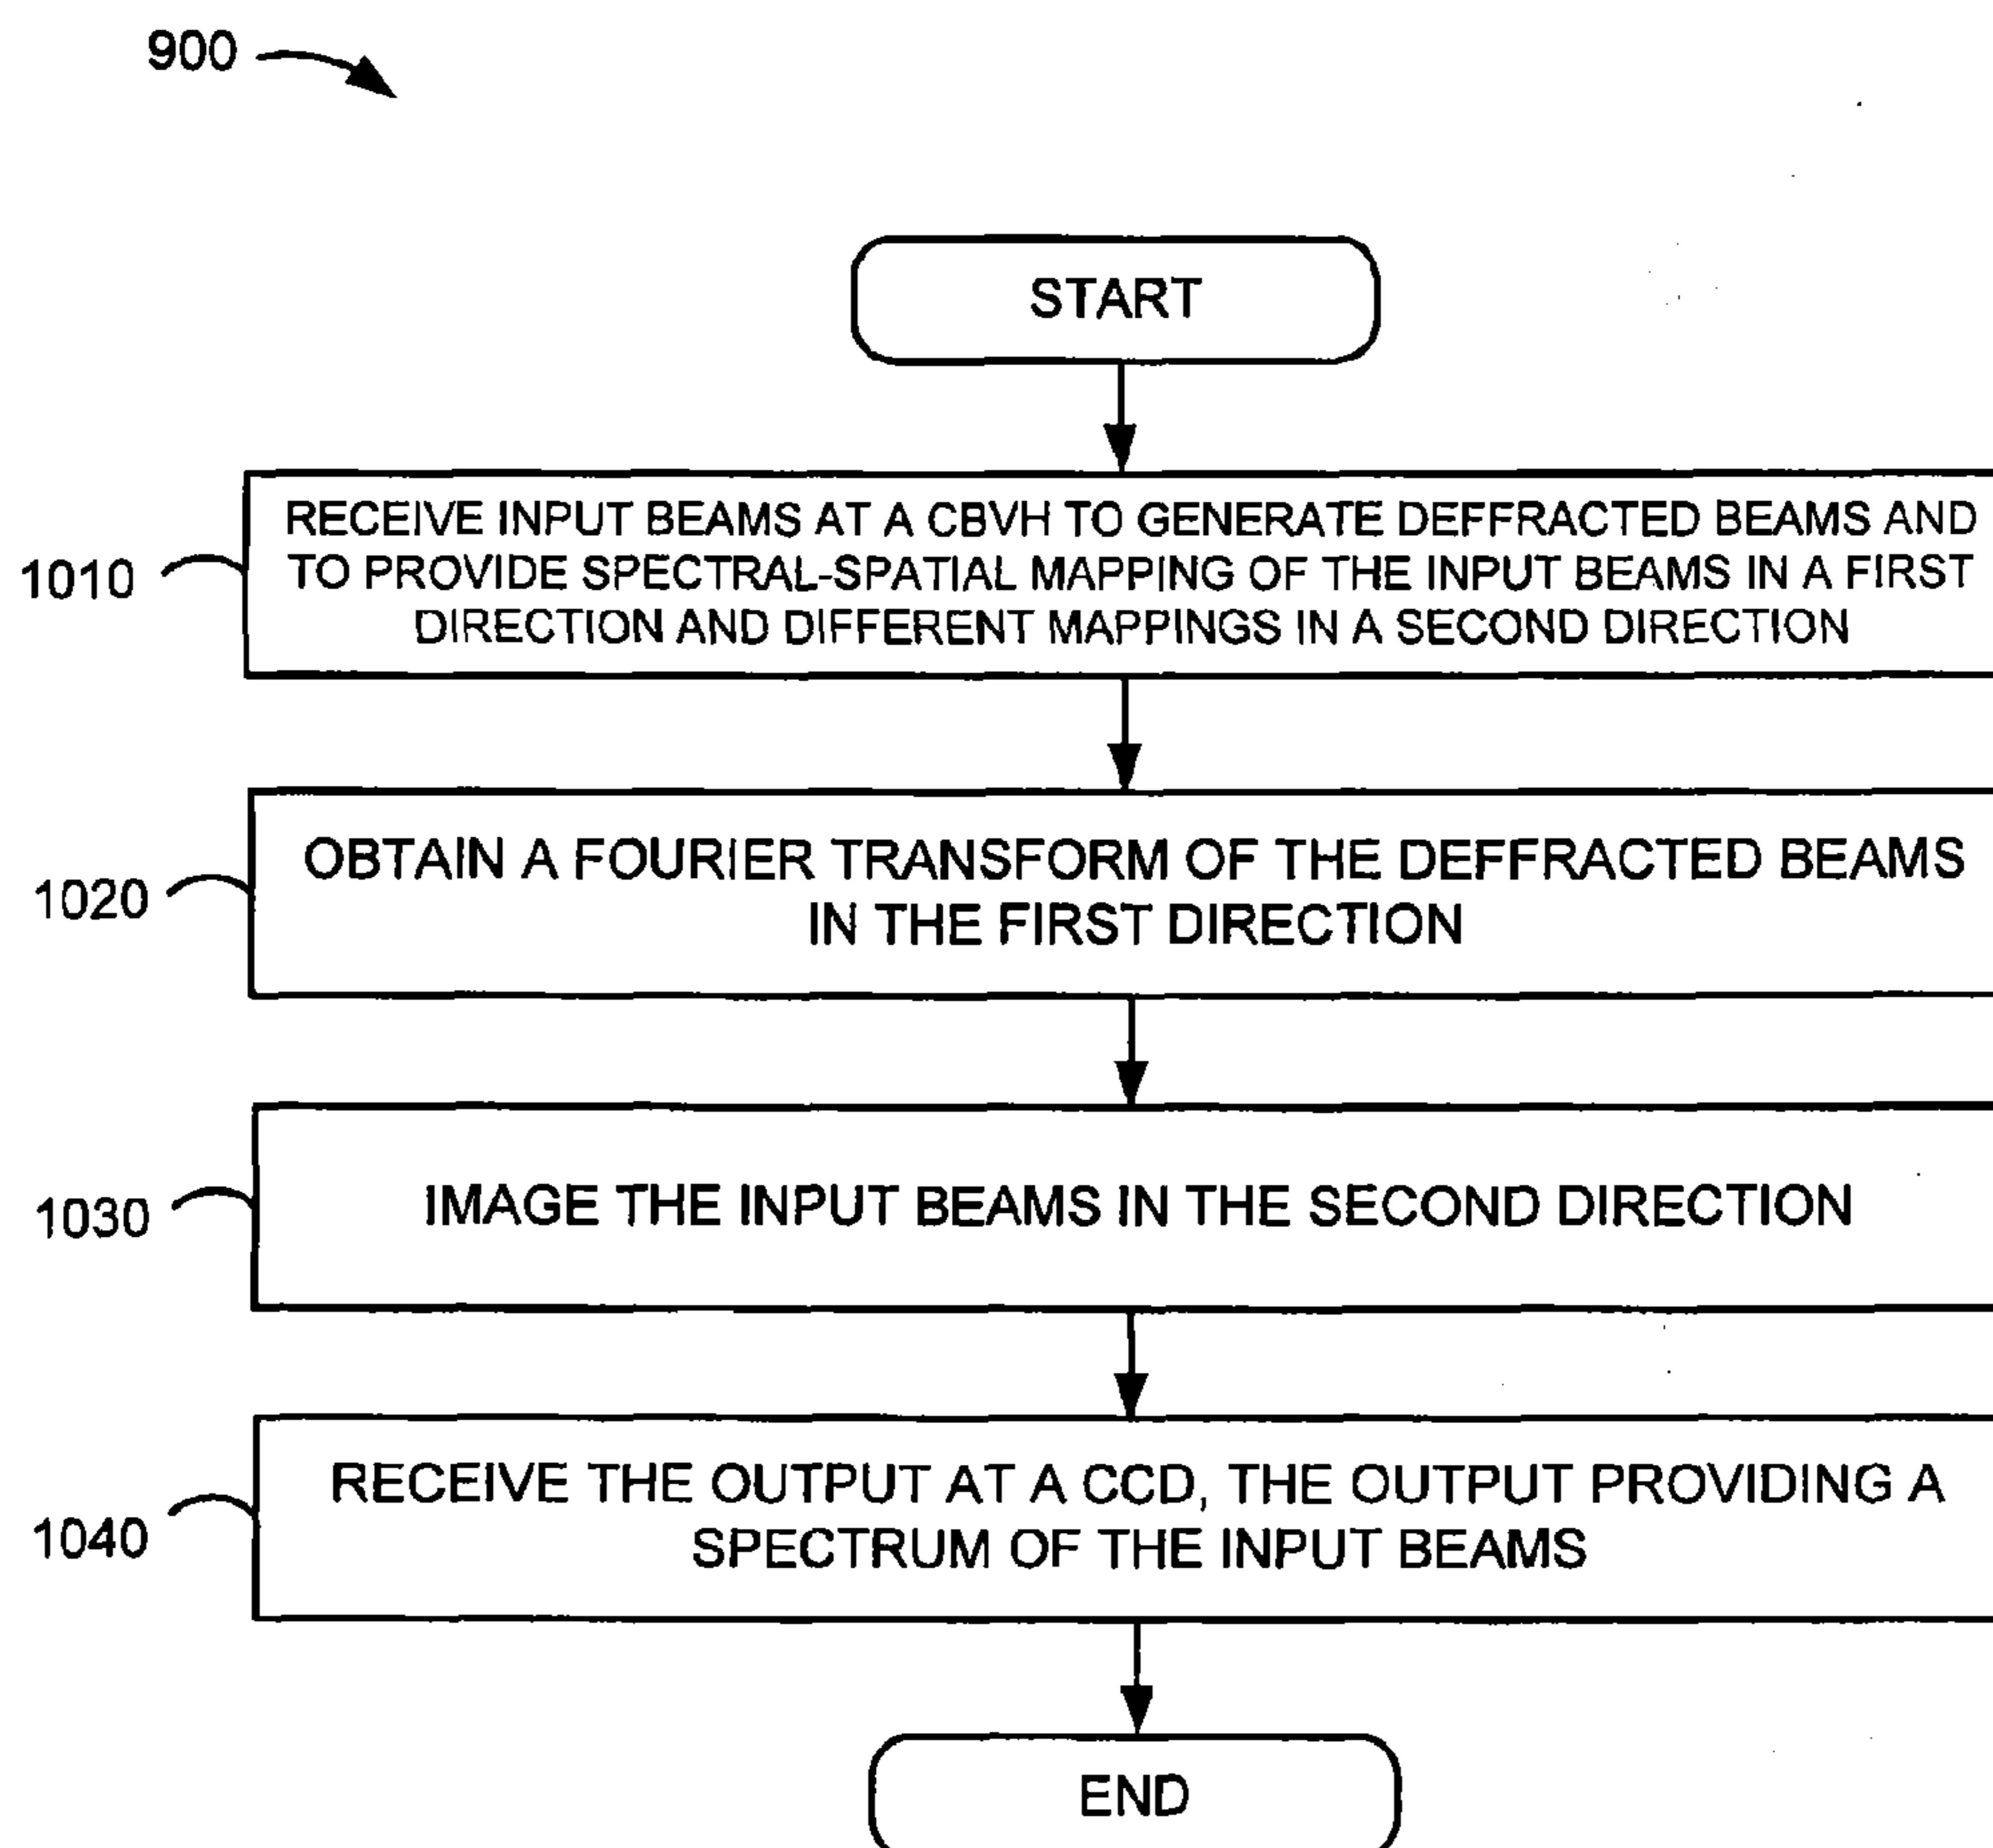 900
START
1010
RECEIVE INPUT BEAMS AT A CBVH TO GENERATE DEFFRACTED BEAMS AND
TO PROVIDE SPECTRAL-SPATIAL MAPPING OF THE INPUT BEAMS IN A FIRST
DIRECTION AND DIFFERENT MAPPINGS IN A SECOND DIRECTION
1020
OBTAIN A FOURIER TRANSFORM OF THE DEFFRACTED BEAMS
IN THE FIRST DIRECTION
1030
IMAGE THE INPUT BEAMS IN THE SECOND DIRECTION
1040
RECEIVE THE OUTPUT AT A CCD, THE OUTPUT PROVIDING A
SPECTRUM OF THE INPUT BEAMS
END